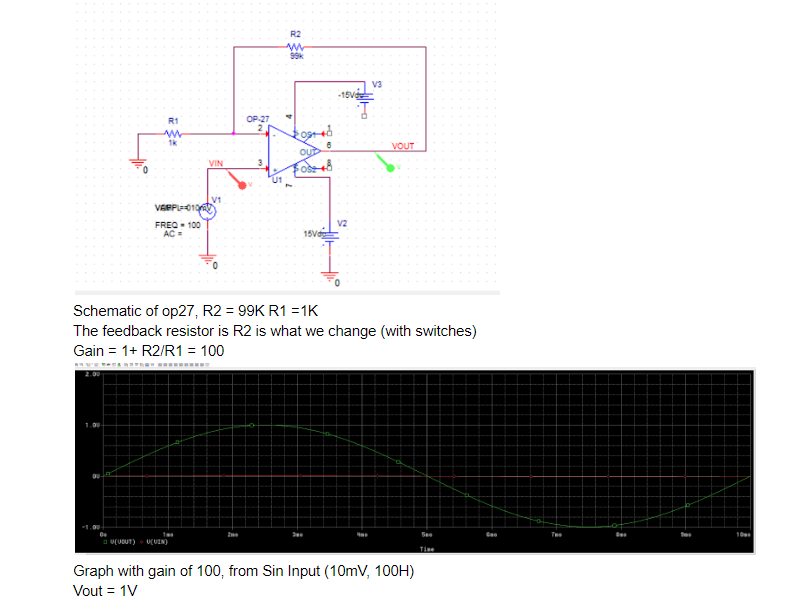 R2
99k
V3
-15Vdc
R1
1k
OP-27
4
2
-
OS1
1
6
OUT
VOUT
0
VIN
3
+
OS2
8
U1
7
V
V
V1
FREQ = 100
AC =
V2
15Vdc
0
0
Schematic of op27, R2 = 99K R1 =1K
The feedback resistor is R2 is what we change (with switches)
Gain = 1+ R2/R1 = 100
2.0V
1.0V
0V
-1.0V
0s 1ms 2ms 3ms 4ms 5ms 6ms 7ms 8ms 9ms 10ms
V(VOUT) V(VIN)
Time
Graph with gain of 100, from Sin Input (10mV, 100H)
Vout = 1V